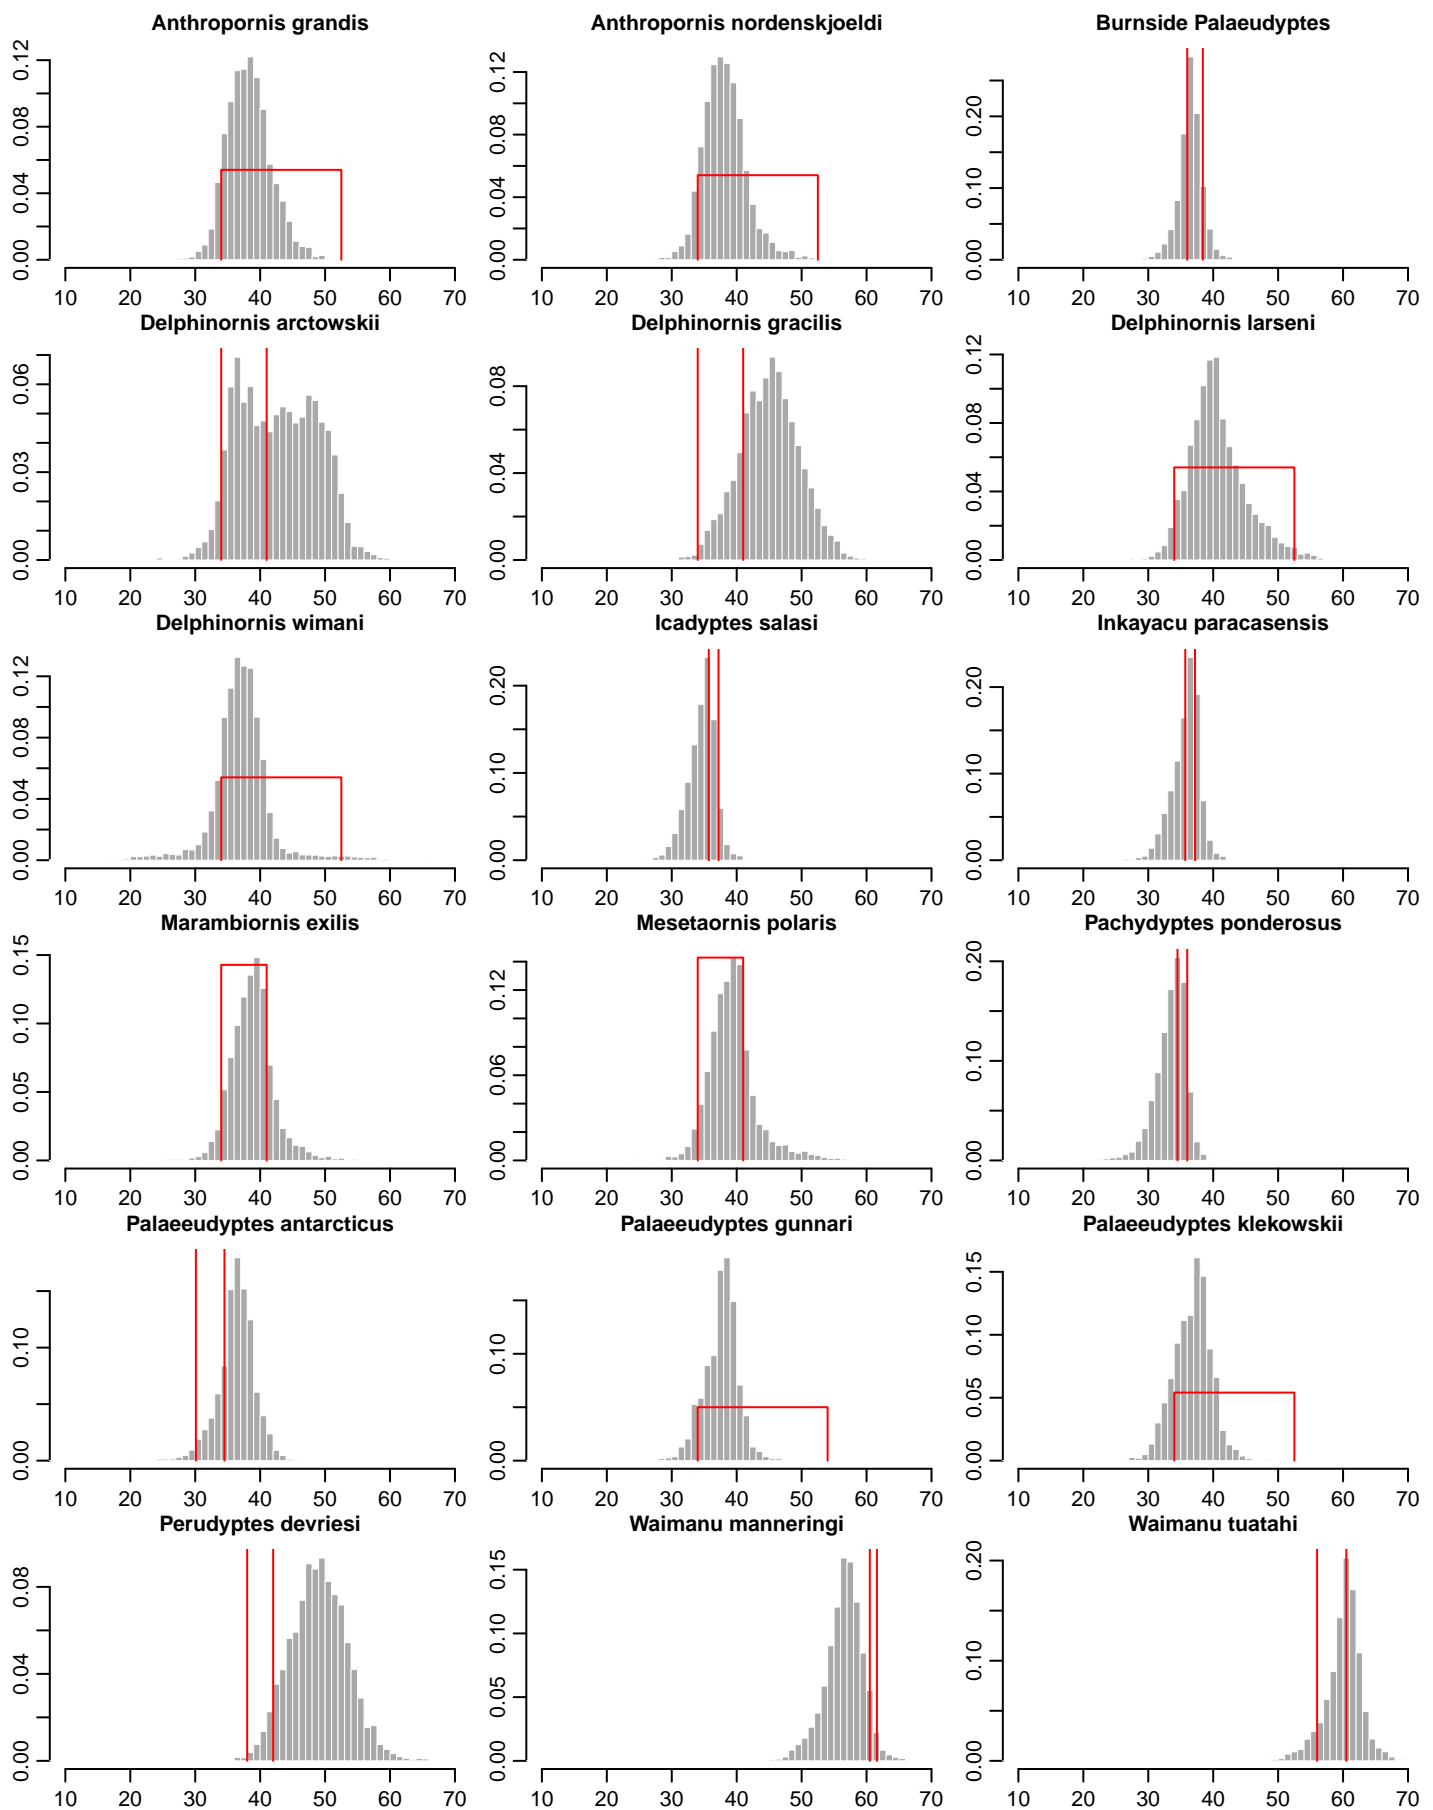 Anthropornis grandis
0.00 0.04 0.08 0.12
10 20 30 40 50 60 70
Anthropornis nordenskjoeldi
0.00 0.04 0.08 0.12
10 20 30 40 50 60 70
Burnside Palaeudyptes
0.00 0.10 0.20
10 20 30 40 50 60 70
Delphinornis arctowskii
0.00 0.03 0.06
10 20 30 40 50 60 70
Delphinornis gracilis
0.00 0.04 0.08
10 20 30 40 50 60 70
Delphinornis larseni
0.00 0.04 0.08 0.12
10 20 30 40 50 60 70
Delphinornis wimani
0.00 0.04 0.08 0.12
10 20 30 40 50 60 70
Icadyptes salasi
0.00 0.10 0.20
10 20 30 40 50 60 70
Inkayacu paracasensis
0.00 0.10 0.20
10 20 30 40 50 60 70
Marambiornis exilis
0.00 0.05 0.10 0.15
10 20 30 40 50 60 70
Mesetaornis polaris
0.00 0.06 0.12
10 20 30 40 50 60 70
Pachydyptes ponderosus
0.00 0.10 0.20
10 20 30 40 50 60 70
Palaeeudyptes antarcticus
0.00 0.10
10 20 30 40 50 60 70
Palaeeudyptes gunnari
0.00 0.10
10 20 30 40 50 60 70
Palaeeudyptes klekowskii
0.00 0.05 0.10 0.15
10 20 30 40 50 60 70
Perudyptes devriesi
0.00 0.04 0.08
10 20 30 40 50 60 70
Waimanu manneringi
0.00 0.05 0.10 0.15
10 20 30 40 50 60 70
Waimanu tuatahi
0.00 0.10 0.20
10 20 30 40 50 60 70